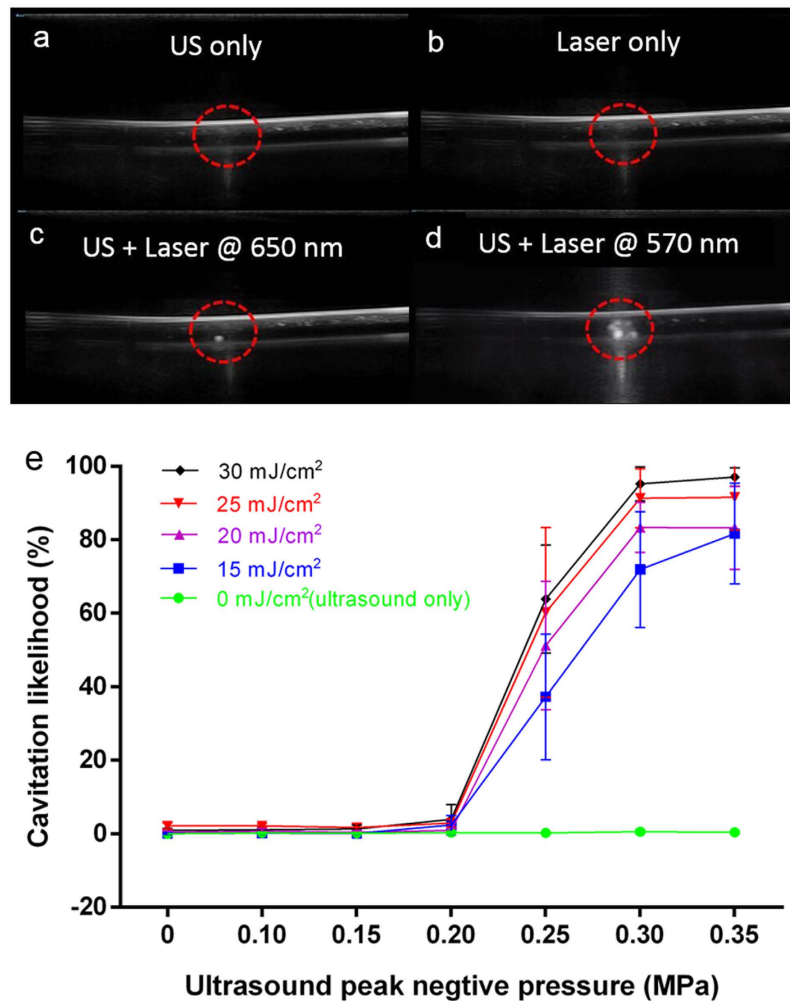 a
US only
b
Laser only
c
US + Laser @ 650 nm
d
US + Laser @ 570 nm
e
100
80
60
40
20
0
-20
Cavitation likelihood (%)
30 mJ/cm²
25 mJ/cm²
20 mJ/cm²
15 mJ/cm²
0 mJ/cm²(ultrasound only)
0 0.10 0.15 0.20 0.25 0.30 0.35
Ultrasound peak negtive pressure (MPa)